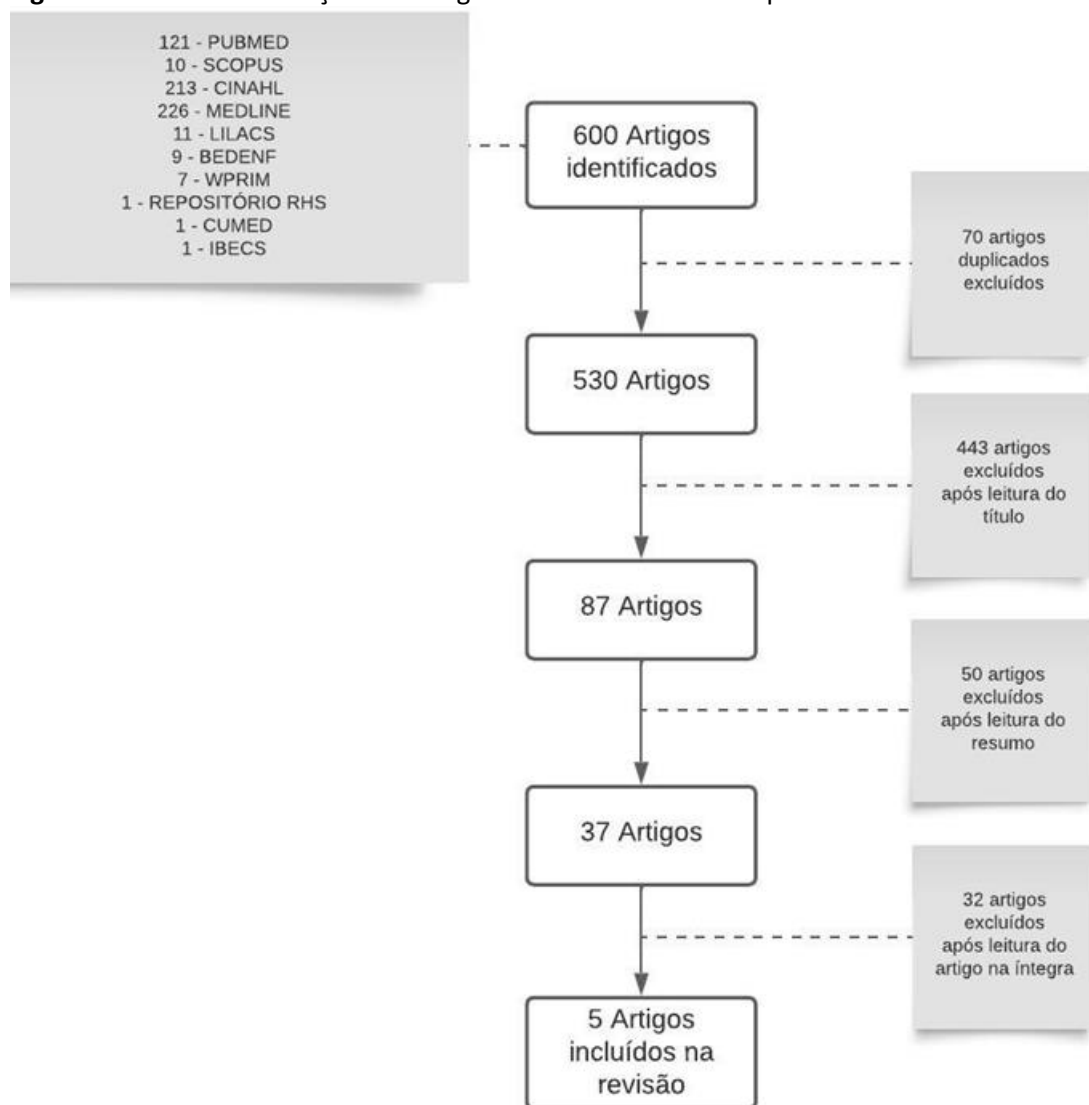 121 - PUBMED
10 - SCOPUS
213 - CINAHL
226 - MEDLINE
11 - LILACS
9 - BEDENF
7 - WPRIM
1 - REPOSITÓRIO RHS
1 - CUMED
1 - IBECS
600 Artigos
identificados
70 artigos
duplicados
excluídos
530 Artigos
443 artigos
excluídos
após leitura do
título
87 Artigos
50 artigos
excluídos
após leitura do
resumo
37 Artigos
32 artigos
excluídos
após leitura do
artigo na íntegra
5 Artigos
incluídos na
revisão